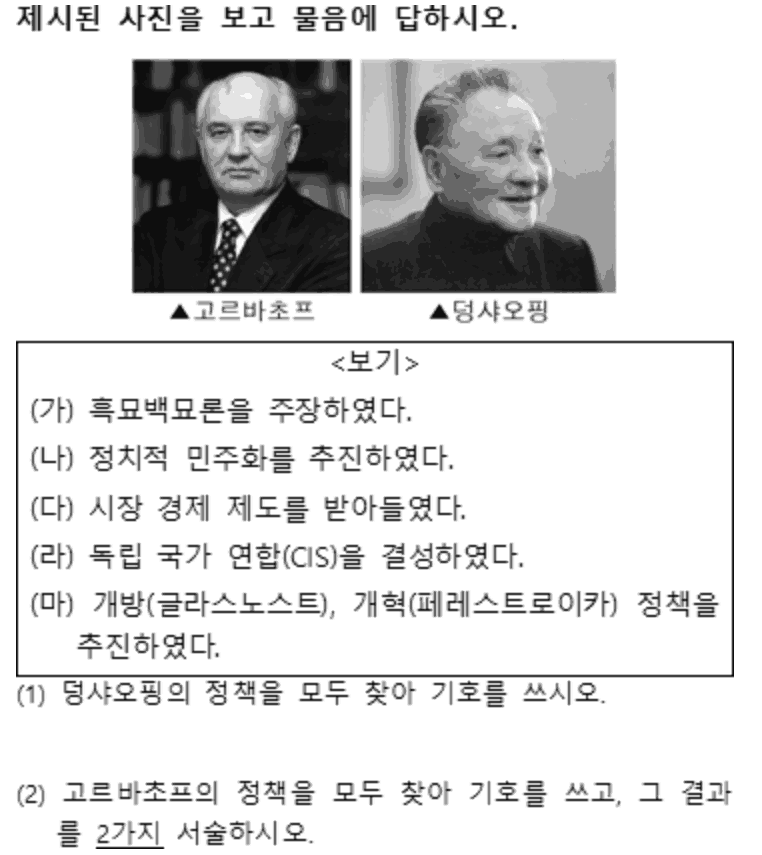 제시된 사진을 보고 물음에 답하시오.
▲고르바초프 ▲덩샤오핑
<보기>
(가) 흑묘백묘론을 주장하였다.
(나) 정치적 민주화를 추진하였다.
(다) 시장 경제 제도를 받아들였다.
(라) 독립 국가 연합(CIS)을 결성하였다.
(마) 개방(글라스노스트), 개혁(페레스트로이카) 정책을
추진하였다.
(1) 덩샤오핑의 정책을 모두 찾아 기호를 쓰시오.
(2) 고르바초프의 정책을 모두 찾아 기호를 쓰고, 그 결과
를 2가지 서술하시오.